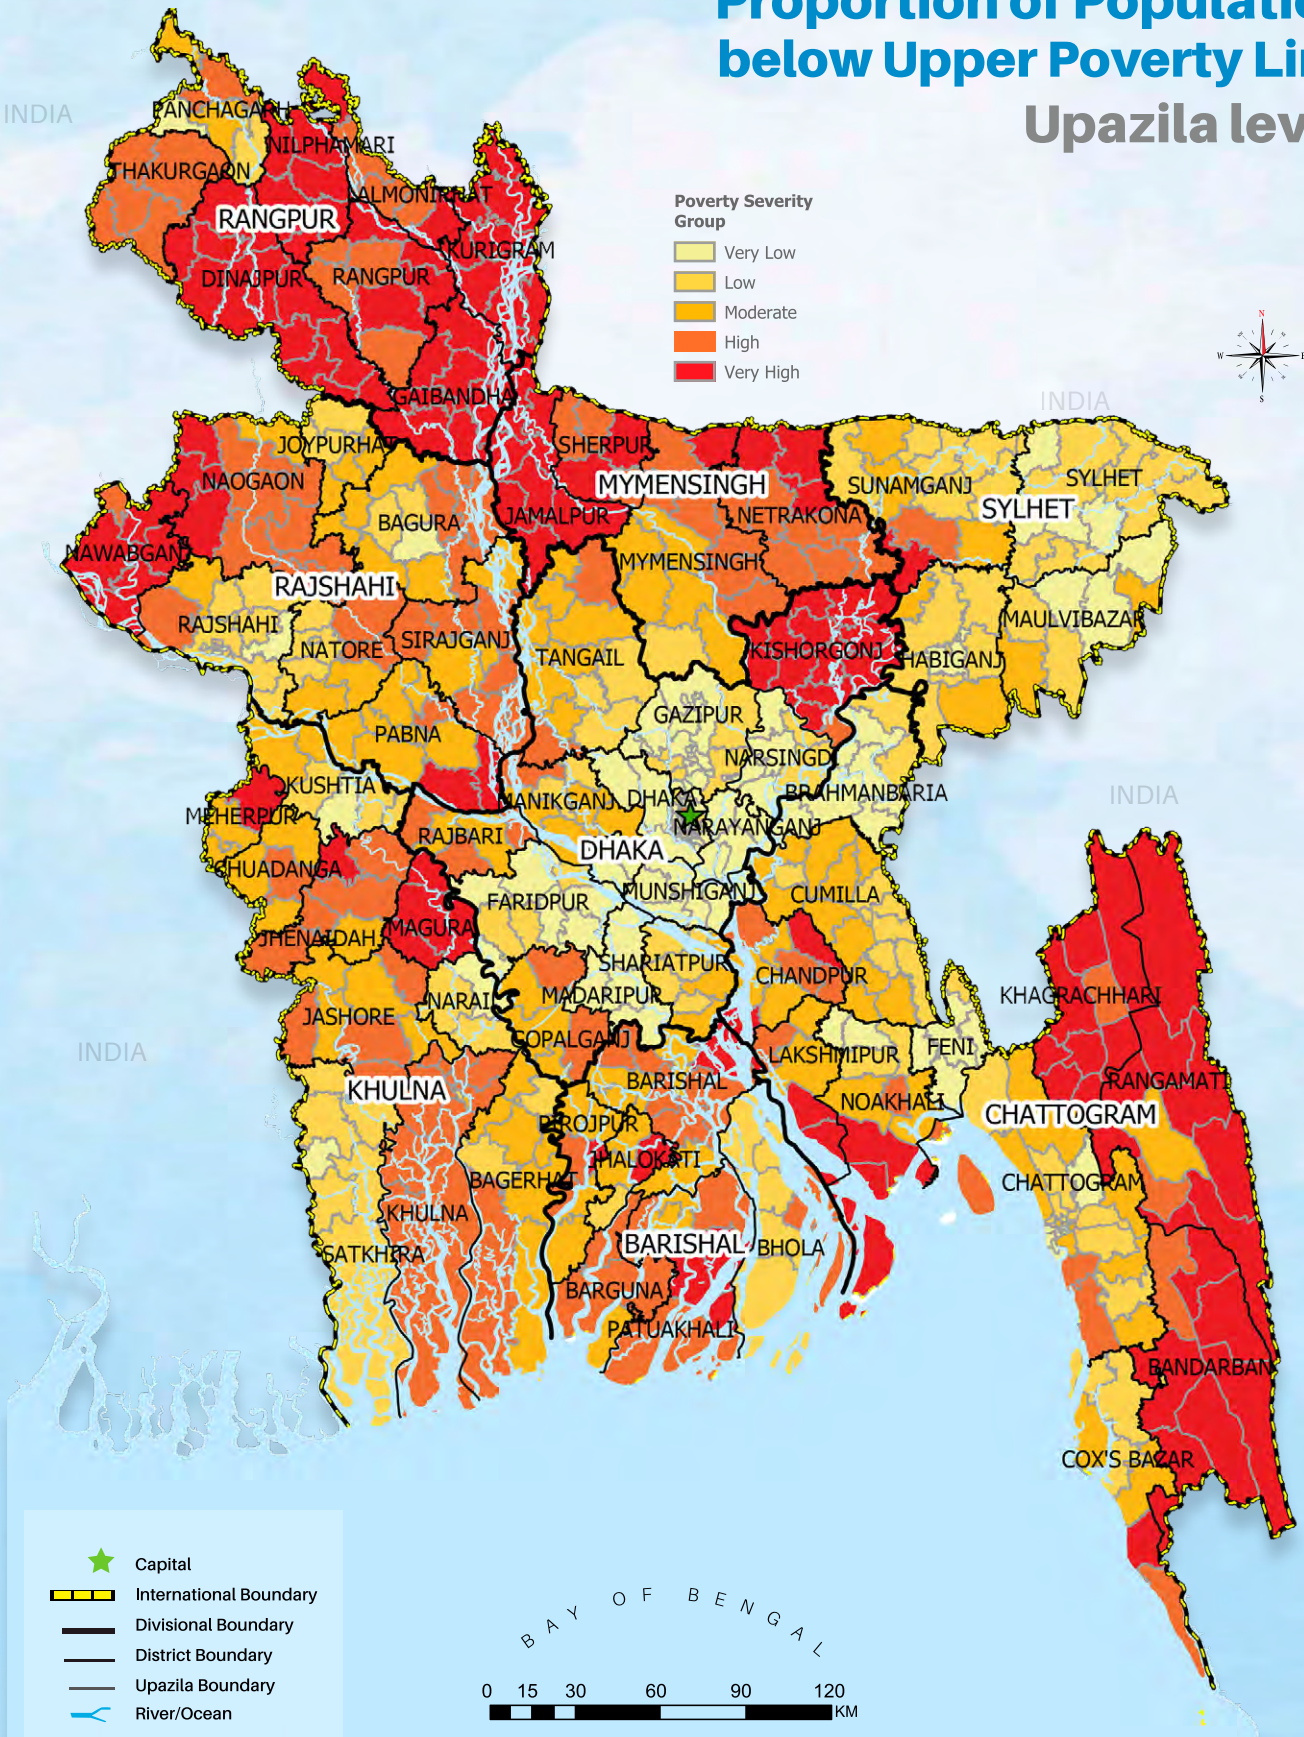 Proportion of Populatio
below Upper Poverty Li
Upazila lev
INDIA
PANCHAGARH
NILPHAMARI
THAKURGAON
LALMONIRHAT
RANGPUR
KURIGRAM
DINAJPUR
RANGPUR
Poverty Severity
Group
Very Low
Low
Moderate
High
Very High
N
W
E
S
INDIA
GAIBANDHA
JOYPURHAT
SHERPUR
NAOGAON
MYMENSINGH
SUNAMGANJ
SYLHET
SYLHET
BAGURA
JAMALPUR
NETRAKONA
NAWABGANJ
MYMENSINGH
RAJSHAHI
RAJSHAHI
MAULVIBAZAR
NATORE
SIRAJGANJ
TANGAIL
KISHORGONJ
HABIGANJ
GAZIPUR
PABNA
NARSINGDI
KUSHTIA
MANIKGANJ
DHAKA
BRAHMANBARIA
INDIA
MEHERPUR
NARAYANGANJ
RAJBARI
DHAKA
CHUADANGA
FARIDPUR
MUNSHIGANJ
CUMILLA
JHENAIDAH
MAGURA
SHARIATPUR
CHANDPUR
NARAIL
MADARIPUR
KHAGRACHHARI
JASHORE
GOPALGANJ
INDIA
LAKSHMIPUR
FENI
KHULNA
BARISHAL
RANGAMATI
NOAKHALI
CHATTOGRAM
PIROJPUR
JHALOKATI
BAGERHAT
CHATTOGRAM
KHULNA
SATKHIRA
BARISHAL
BHOLA
BARGUNA
PATUAKHALI
BANDARBAN
COX'S BAZAR
Capital
International Boundary
Divisional Boundary
District Boundary
Upazila Boundary
River/Ocean
BAY OF BENGAL
0 15 30 60 90 120
KM